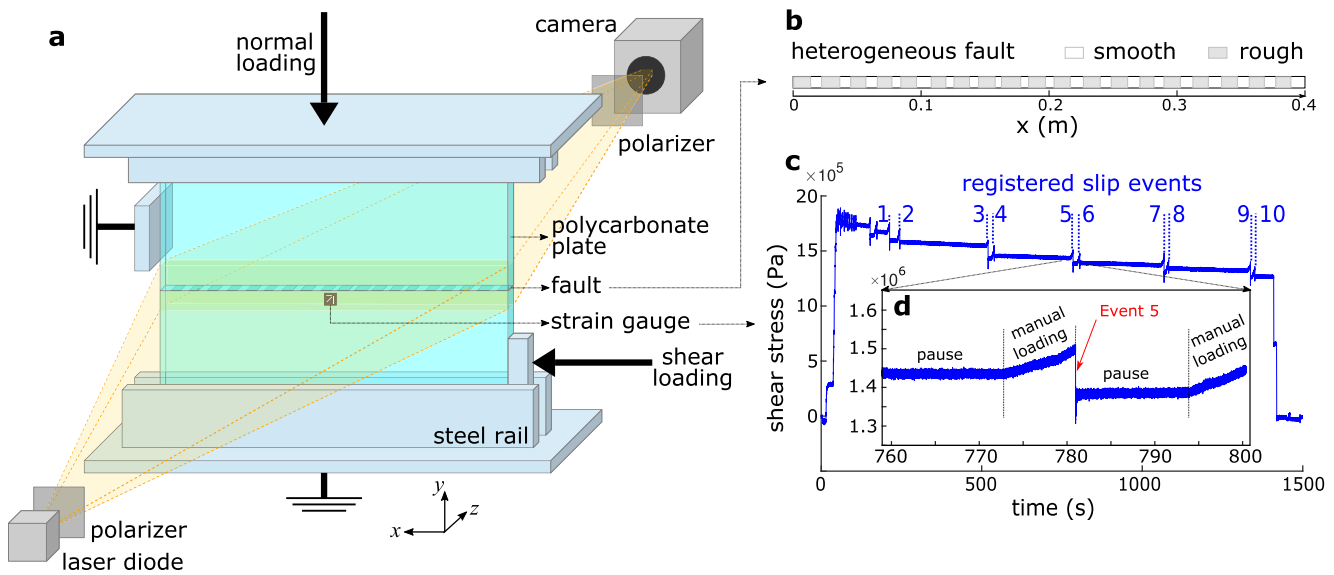 a
normal
loading
camera
polarizer
polycarbonate
plate
fault
strain gauge
shear
loading
steel rail
polarizer
laser diode
y
z
x
b
heterogeneous fault
smooth
rough
0
0.1
0.2
0.3
0.4
x (m)
c
×10⁵
registered slip events
1 2 3 4 5 6 7 8 9 10
20
15
10
5
0
shear stress (Pa)
0
500
1000
1500
time (s)
d
×10⁶
1.6
1.5
1.4
1.3
pause
manual
loading
Event 5
pause
manual
loading
760
770
780
790
800